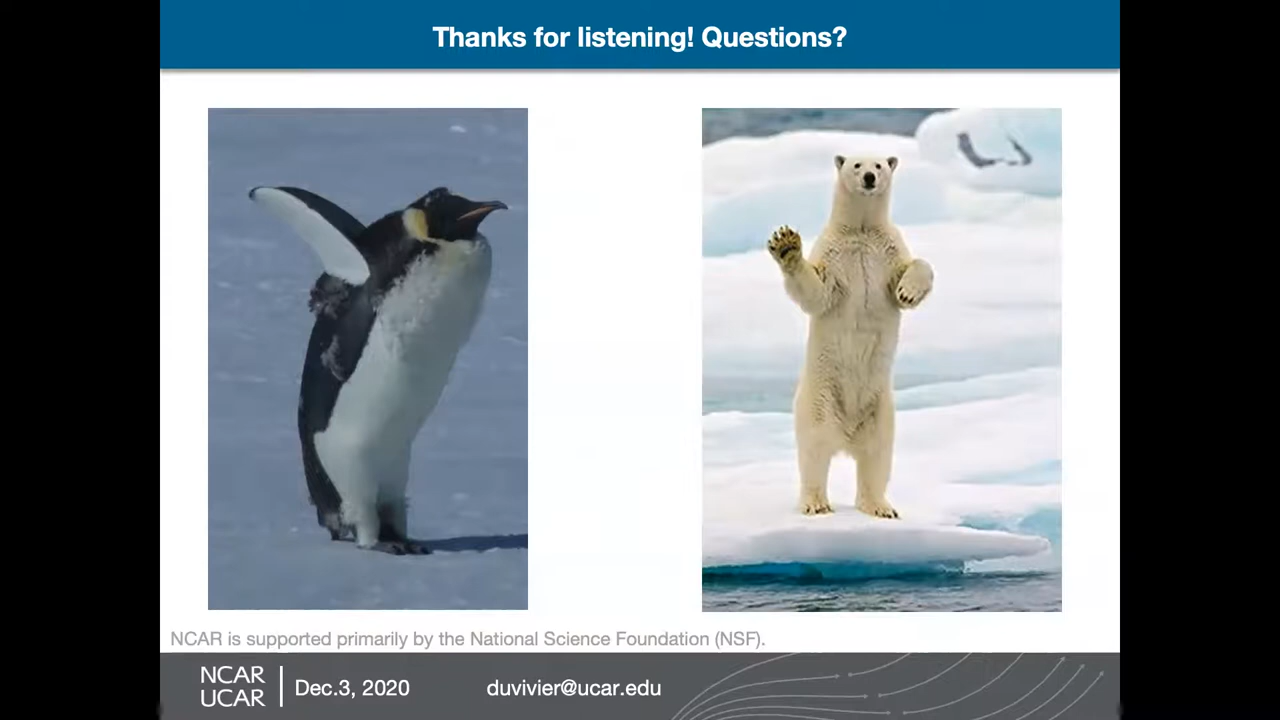 Thanks for listening! Questions?
NCAR is supported primarily by the National Science Foundation (NSF).
NCAR
UCAR
Dec.3, 2020
duvivier@ucar.edu